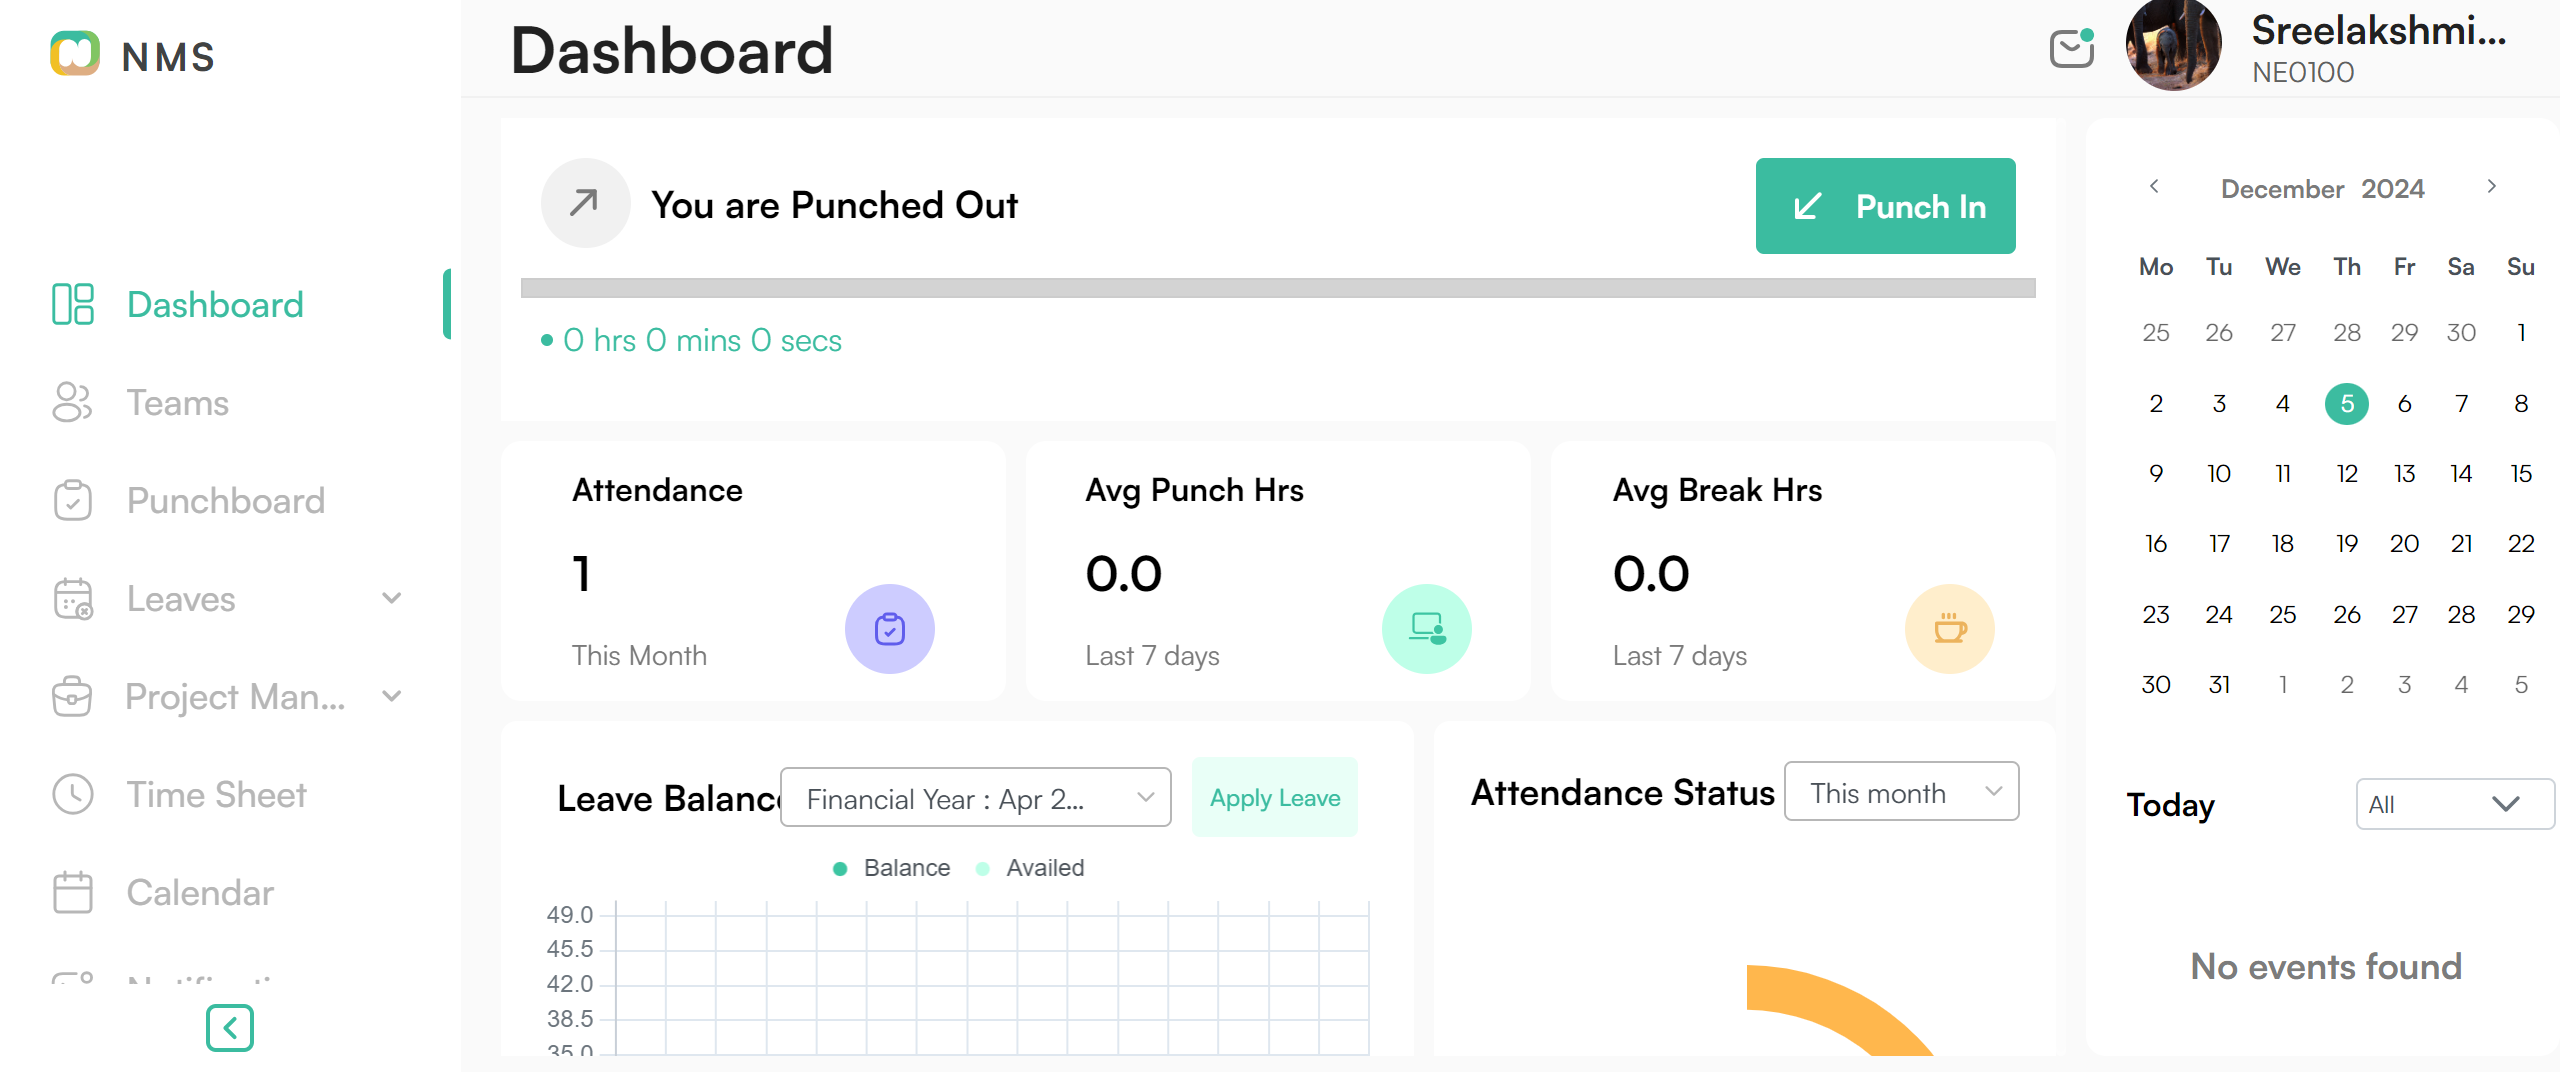 NMS
Dashboard
Sreelakshmi...
NE0100
Dashboard
Teams
Punchboard
Leaves
Project Man...
Time Sheet
Calendar
You are Punched Out
Punch In
0 hrs 0 mins 0 secs
Attendance
1
This Month
Avg Punch Hrs
0.0
Last 7 days
Avg Break Hrs
0.0
Last 7 days
Leave Balance
Financial Year : Apr 2...
Apply Leave
Balance Availed
49.0
45.5
42.0
38.5
35.0
Attendance Status
This month
December 2024
Mo Tu We Th Fr Sa Su
25 26 27 28 29 30 1
2 3 4 5 6 7 8
9 10 11 12 13 14 15
16 17 18 19 20 21 22
23 24 25 26 27 28 29
30 31 1 2 3 4 5
Today
All
No events found